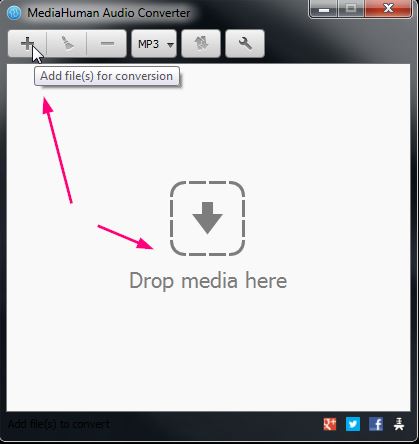 MediaHuman Audio Converter
MP3
Add file(s) for conversion
Drop media here
Add file(s) to convert